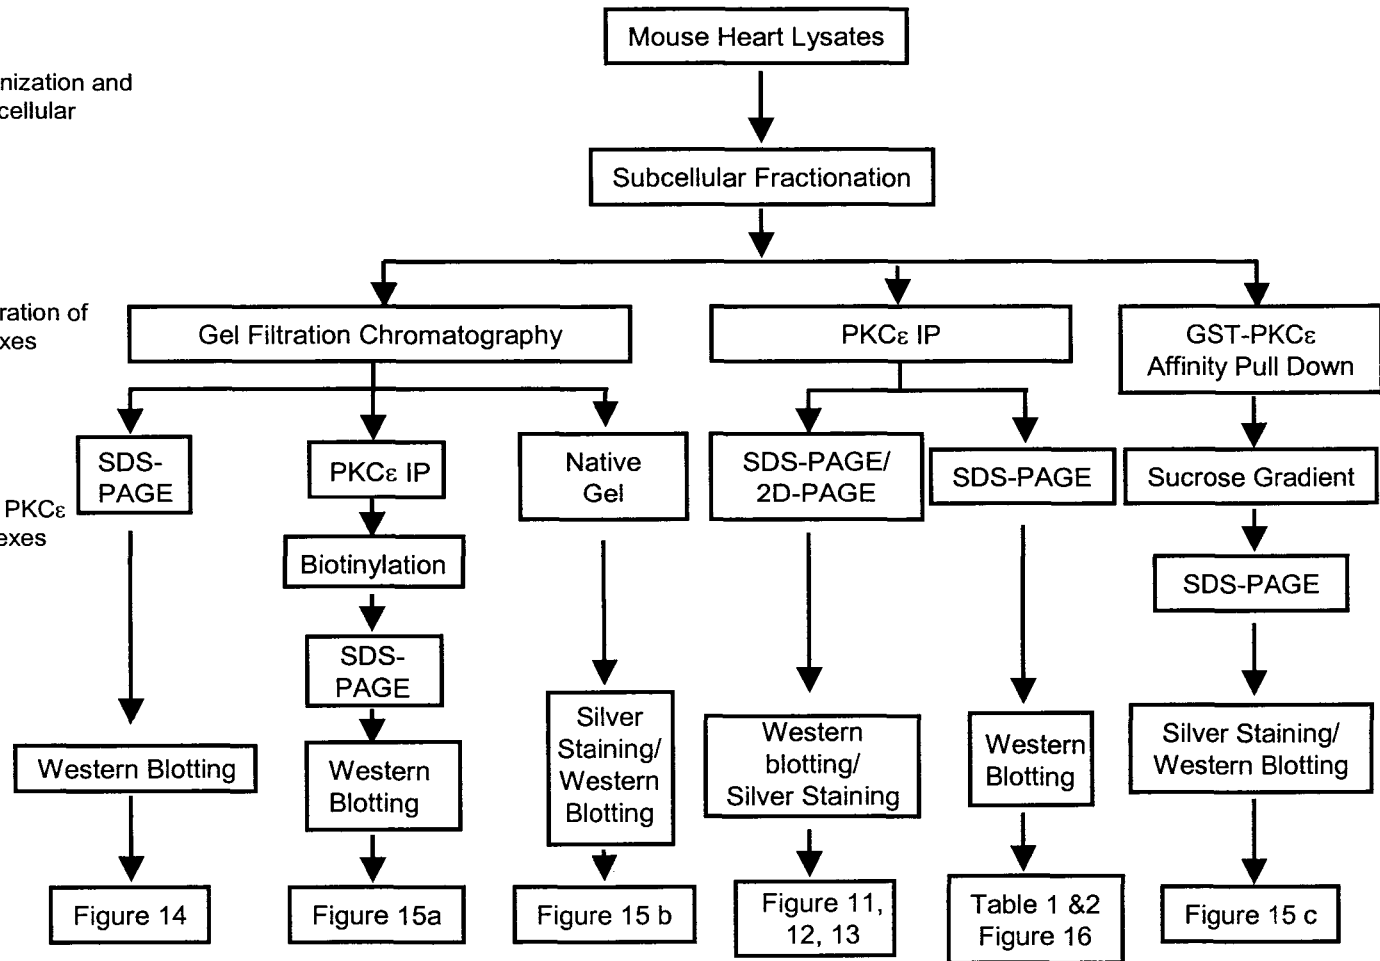 Mouse Heart Lysates
nization and
cellular
Subcellular Fractionation
ration of
xes
Gel Filtration Chromatography
PKCε IP
GST-PKCε
Affinity Pull Down
SDS-
PAGE
PKCε IP
Native
Gel
SDS-PAGE/
2D-PAGE
SDS-PAGE
Sucrose Gradient
PKCε
exes
Biotinylation
SDS-PAGE
SDS-
PAGE
Silver
Staining/
Western
Blotting
Western
blotting/
Silver Staining
Western
Blotting
Silver Staining/
Western Blotting
Western Blotting
Western
Blotting
Figure 14
Figure 15a
Figure 15 b
Figure 11,
12, 13
Table 1 &2
Figure 16
Figure 15 c